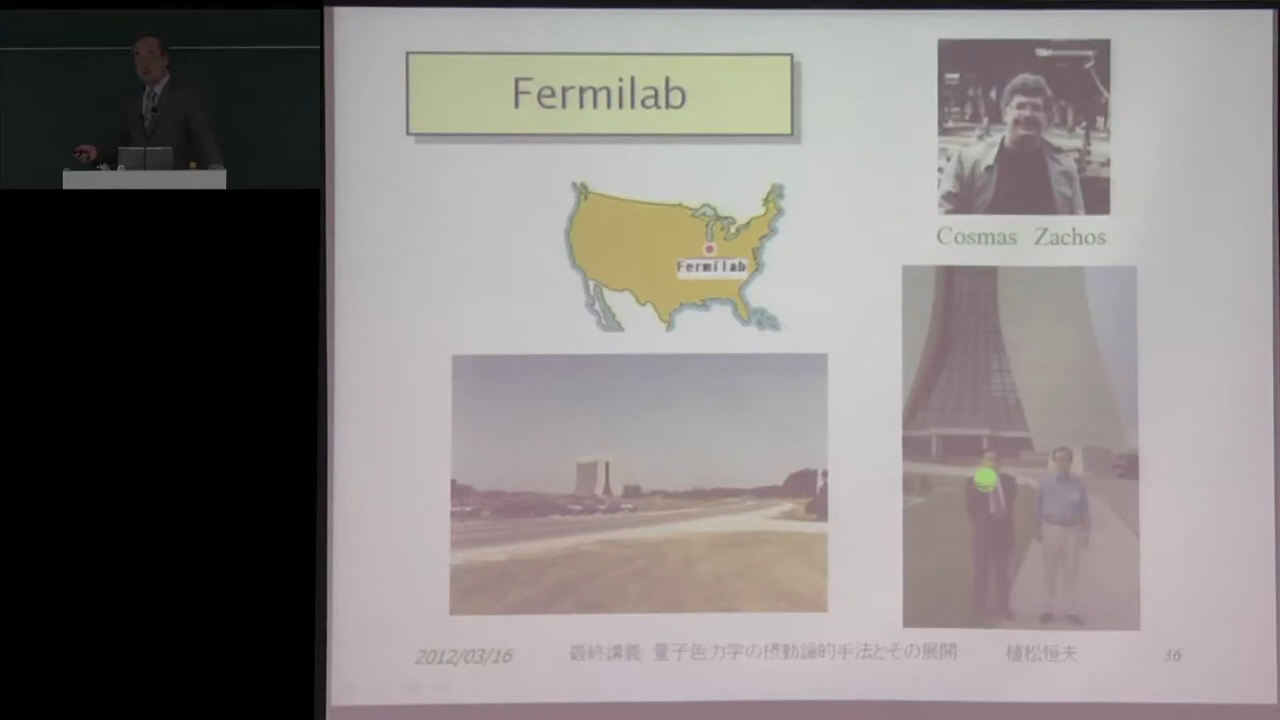 Fermilab
Cosmas Zachos
Fermilab
2012/03/16
最終講義 量子色力学の摂動論的手法とその展開
植松恒夫
36